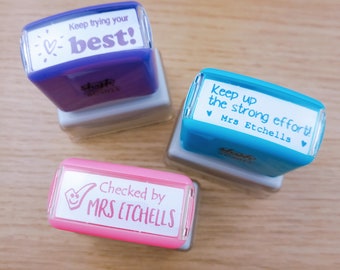 Keep trying your
best!
Keep up
the strong effort!
Mrs Etchells
Checked by
MRS ETCHELLS